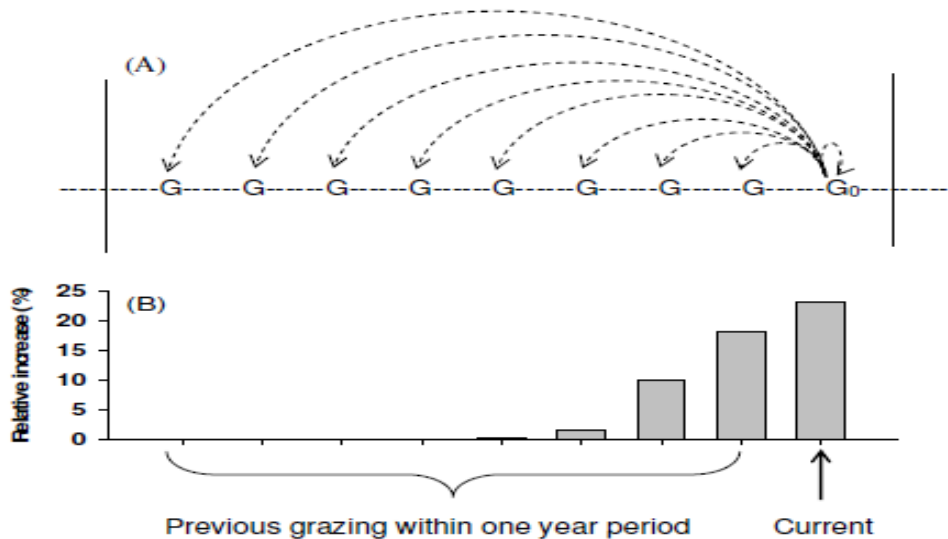 (A)
G G G G G G G G G₀
(B)
Relative increase (%)
25
20
15
10
5
0
Previous grazing within one year period
Current